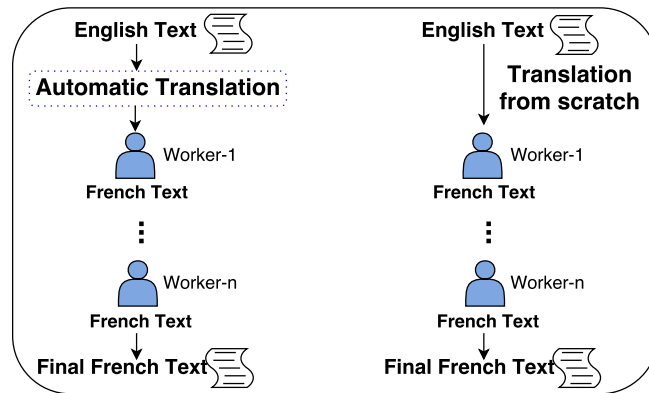 English Text
Automatic Translation
Worker-1
French Text
⋮
Worker-n
French Text
Final French Text
English Text
Translation
from scratch
Worker-1
French Text
⋮
Worker-n
French Text
Final French Text